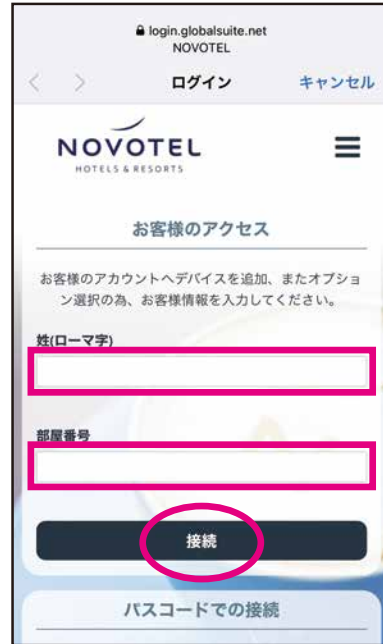 login.globalsuite.net
NOVOTEL
ログイン
キャンセル
NOVOTEL
HOTELS & RESORTS
お客様のアクセス
お客様のアカウントへデバイスを追加、またオプショ
ン選択の為、お客様情報を入力してください。
姓(ローマ字)
部屋番号
接続
パスコードでの接続